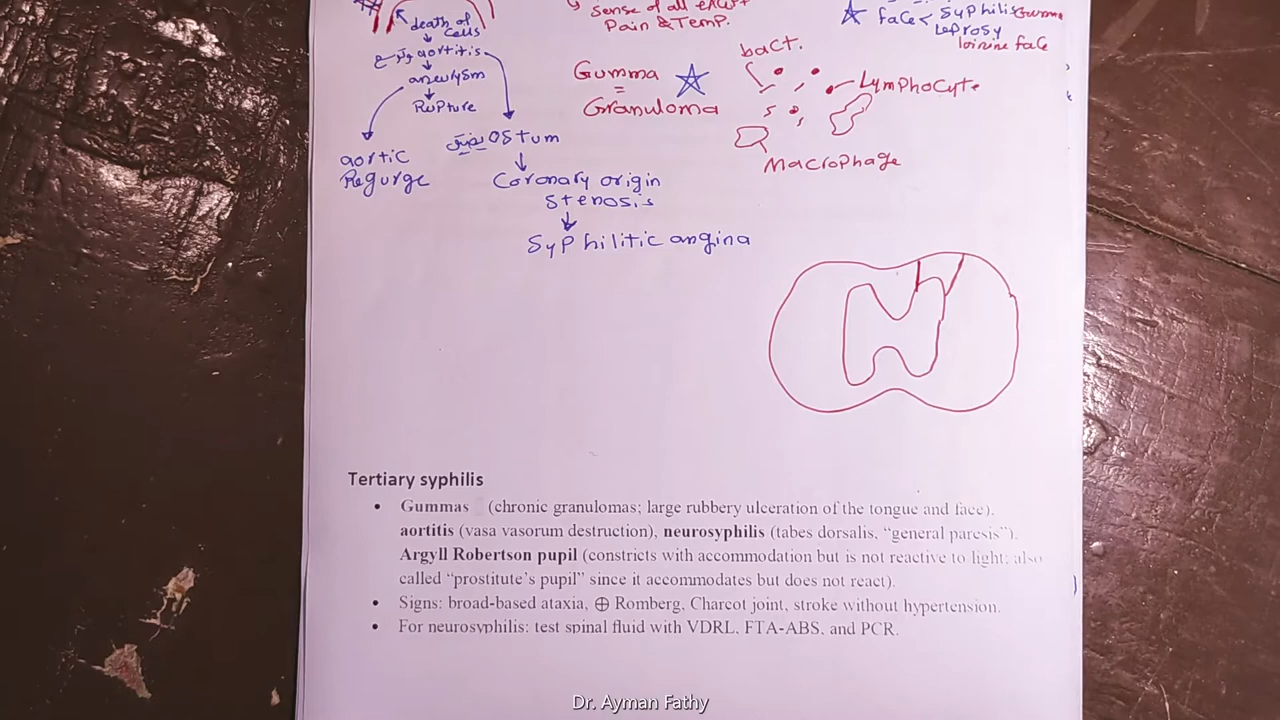 death of
cells
sense of all except
Pain & Temp.
face < Syphilis Gumma
Leprosy
loinine face
aortitis
aneurysm
Rupture
aortic
Regurge
Ostum
Coronary origin
stenosis
Syphilitic angina
Gumma
=
Granuloma
bact.
Lymphocyte
Macrophage
Tertiary syphilis
• Gummas (chronic granulomas; large rubbery ulceration of the tongue and face).
aortitis (vasa vasorum destruction), neurosyphilis (tabes dorsalis, “general paresis”).
Argyll Robertson pupil (constricts with accommodation but is not reactive to light; also
called “prostitute’s pupil” since it accommodates but does not react).
• Signs: broad-based ataxia, ⊕ Romberg, Charcot joint, stroke without hypertension.
• For neurosyphilis: test spinal fluid with VDRL, FTA-ABS, and PCR.
Dr. Ayman Fathy